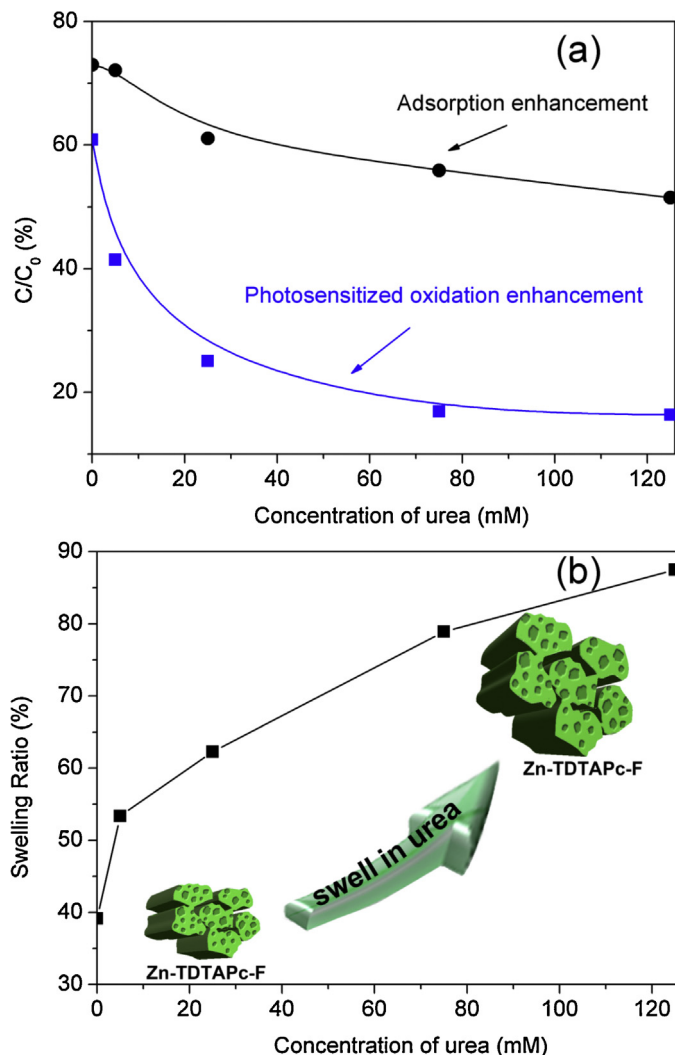 (a)
80
60
40
20
C/C0 (%)
Adsorption enhancement
Photosensitized oxidation enhancement
0 20 40 60 80 100 120
Concentration of urea (mM)
(b)
90
80
70
60
50
40
30
Swelling Ratio (%)
Zn-TDTAPc-F
swell in urea
Zn-TDTAPc-F
0 20 40 60 80 100 120
Concentration of urea (mM)